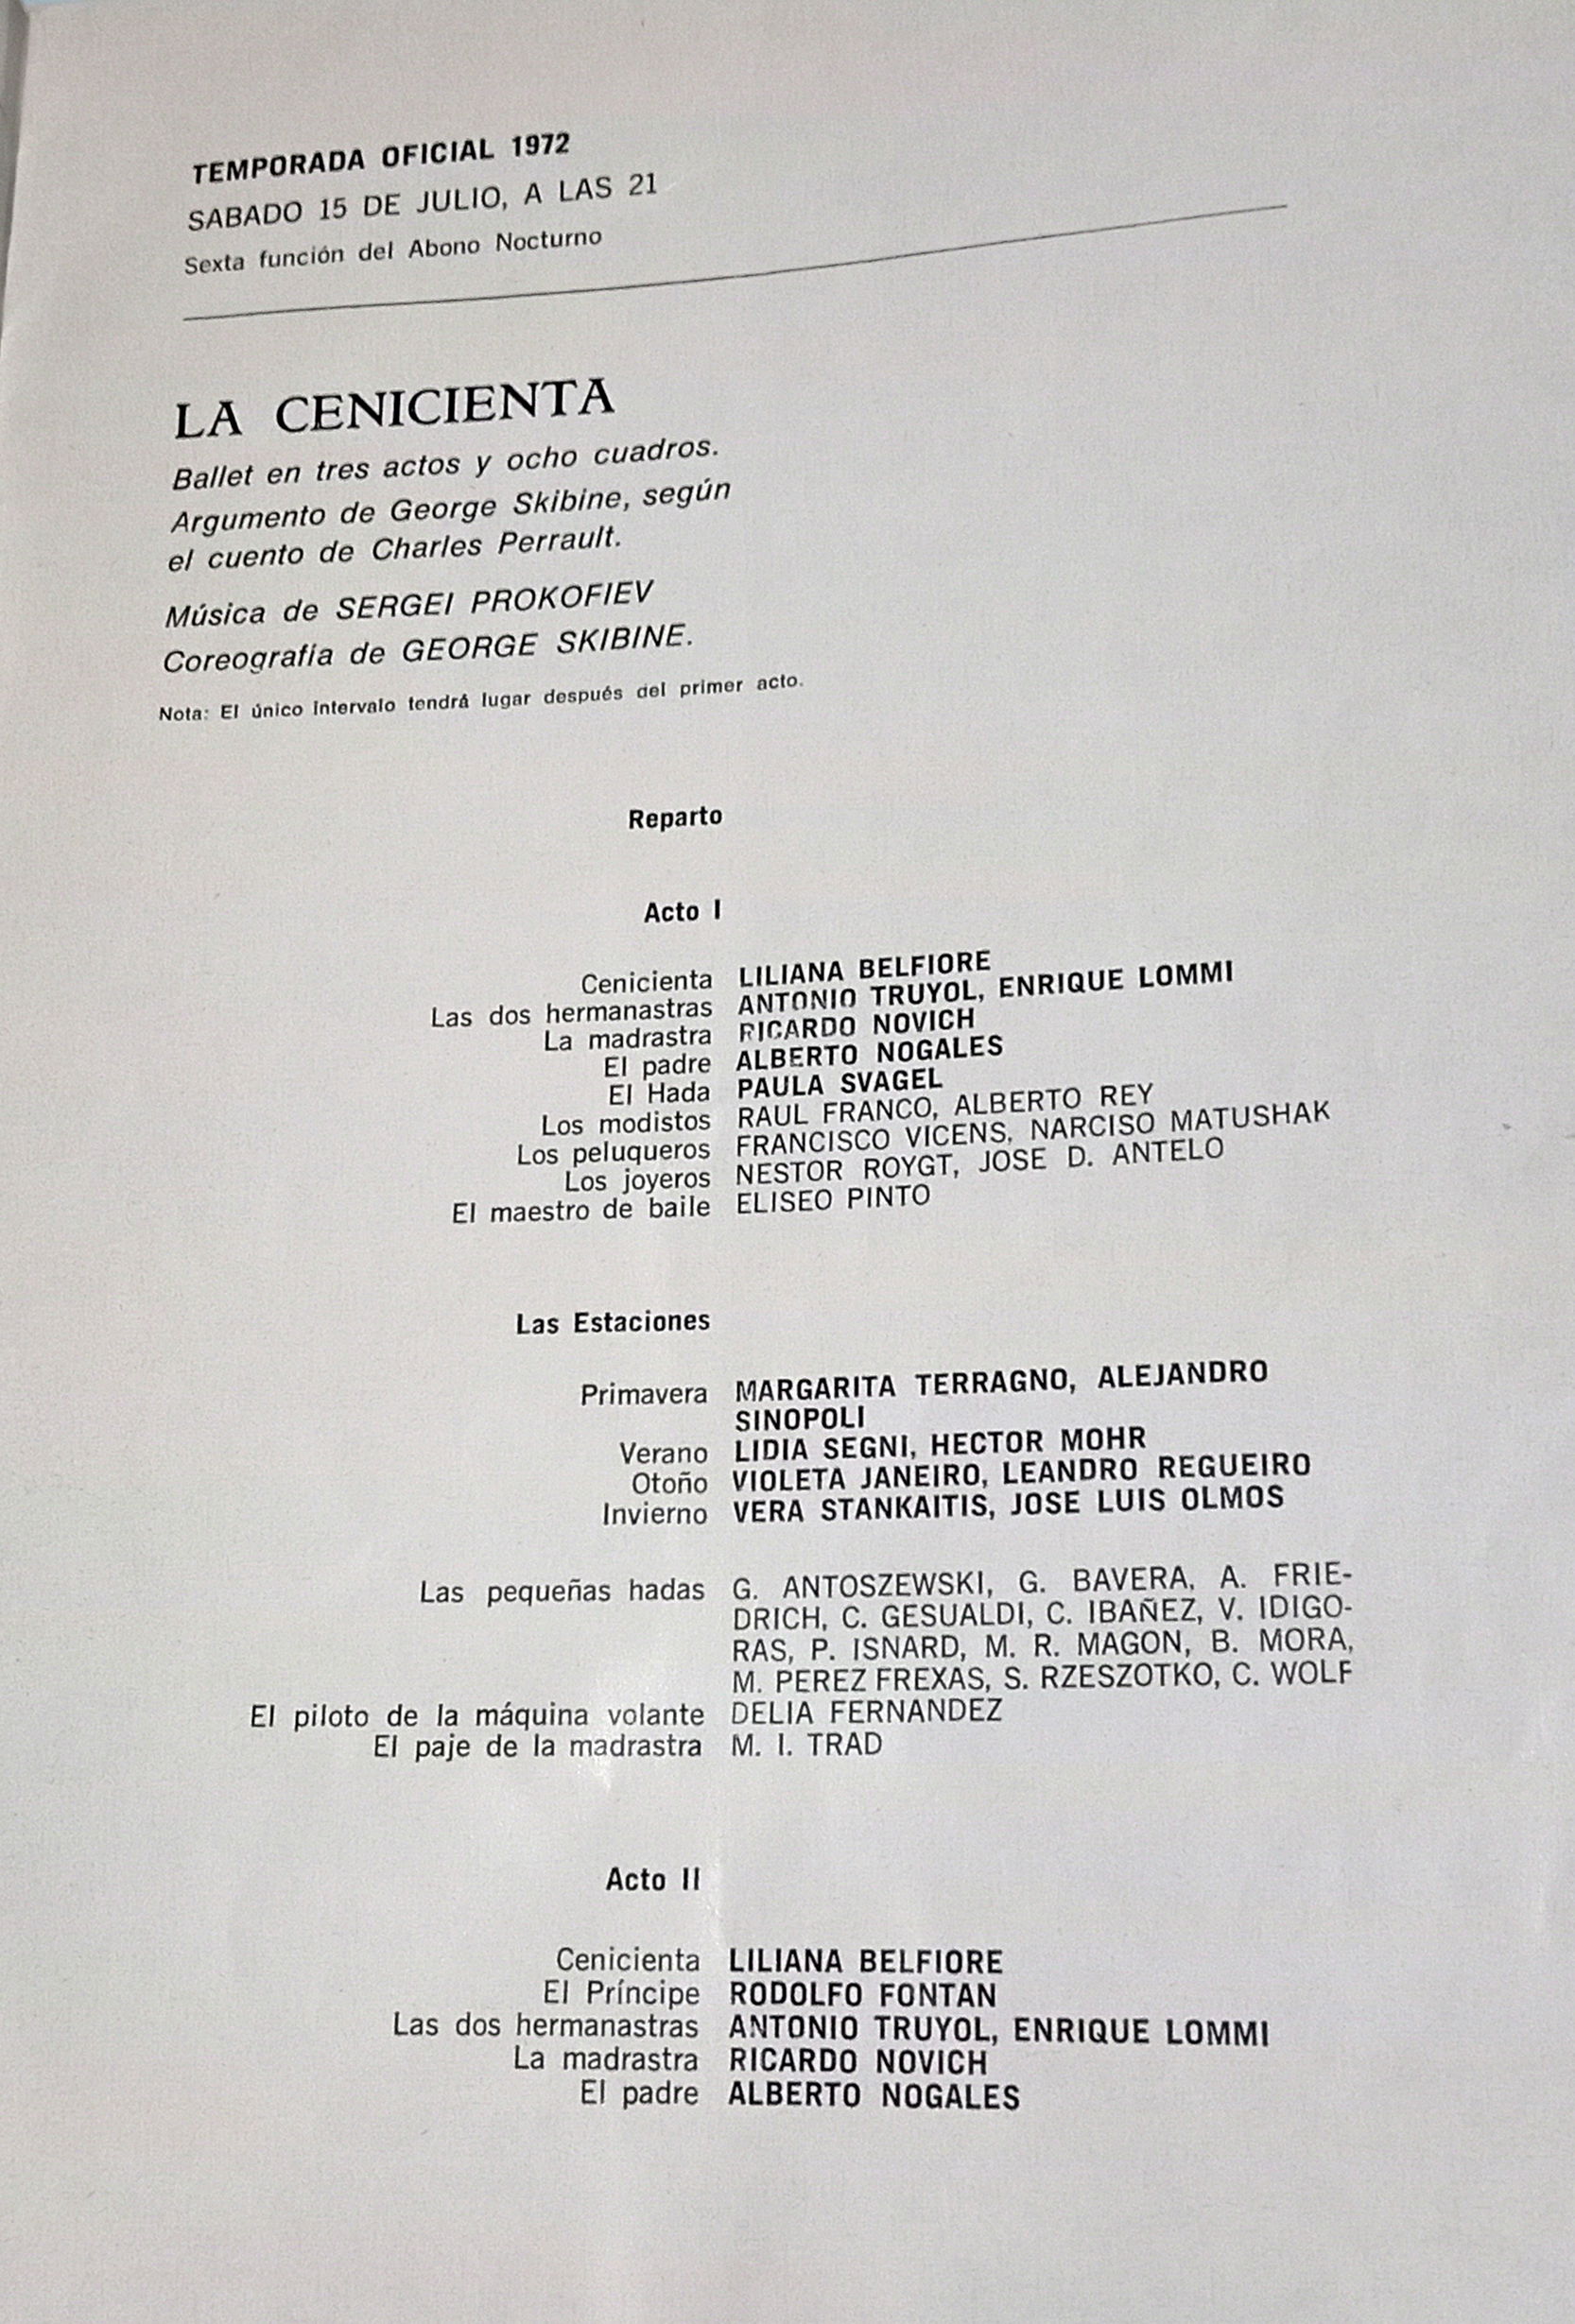 TEMPORADA OFICIAL 1972
SABADO 15 DE JULIO, A LAS 21
Sexta función del Abono Nocturno
LA CENICIENTA
Ballet en tres actos y ocho cuadros.
Argumento de George Skibine, según
el cuento de Charles Perrault.
Música de SERGEI PROKOFIEV
Coreografía de GEORGE SKIBINE.
Nota: El único intervalo tendrá lugar después del primer acto.
Reparto
Acto I
Cenicienta LILIANA BELFIORE
Las dos hermanastras ANTONIO TRUYOL, ENRIQUE LOMMI
La madrastra RICARDO NOVICH
El padre ALBERTO NOGALES
El Hada PAULA SVAGEL
Los modistos RAUL FRANCO, ALBERTO REY
Los peluqueros FRANCISCO VICENS, NARCISO MATUSHAK
Los joyeros NESTOR ROYGT, JOSE D. ANTELO
El maestro de baile ELISEO PINTO
Las Estaciones
Primavera MARGARITA TERRAGNO, ALEJANDRO
SINOPOLI
Verano LIDIA SEGNI, HECTOR MOHR
Otoño VIOLETA JANEIRO, LEANDRO REGUEIRO
Invierno VERA STANKAITIS, JOSE LUIS OLMOS
Las pequeñas hadas G. ANTOSZEWSKI, G. BAVERA, A. FRIE-
DRICH, C. GESUALDI, C. IBAÑEZ, V. IDIGO-
RAS, P. ISNARD, M. R. MAGON, B. MORA,
M. PEREZ FREXAS, S. RZESZOTKO, C. WOLF
El piloto de la máquina volante DELIA FERNANDEZ
El paje de la madrastra M. I. TRAD
Acto II
Cenicienta LILIANA BELFIORE
El Príncipe RODOLFO FONTAN
Las dos hermanastras ANTONIO TRUYOL, ENRIQUE LOMMI
La madrastra RICARDO NOVICH
El padre ALBERTO NOGALES